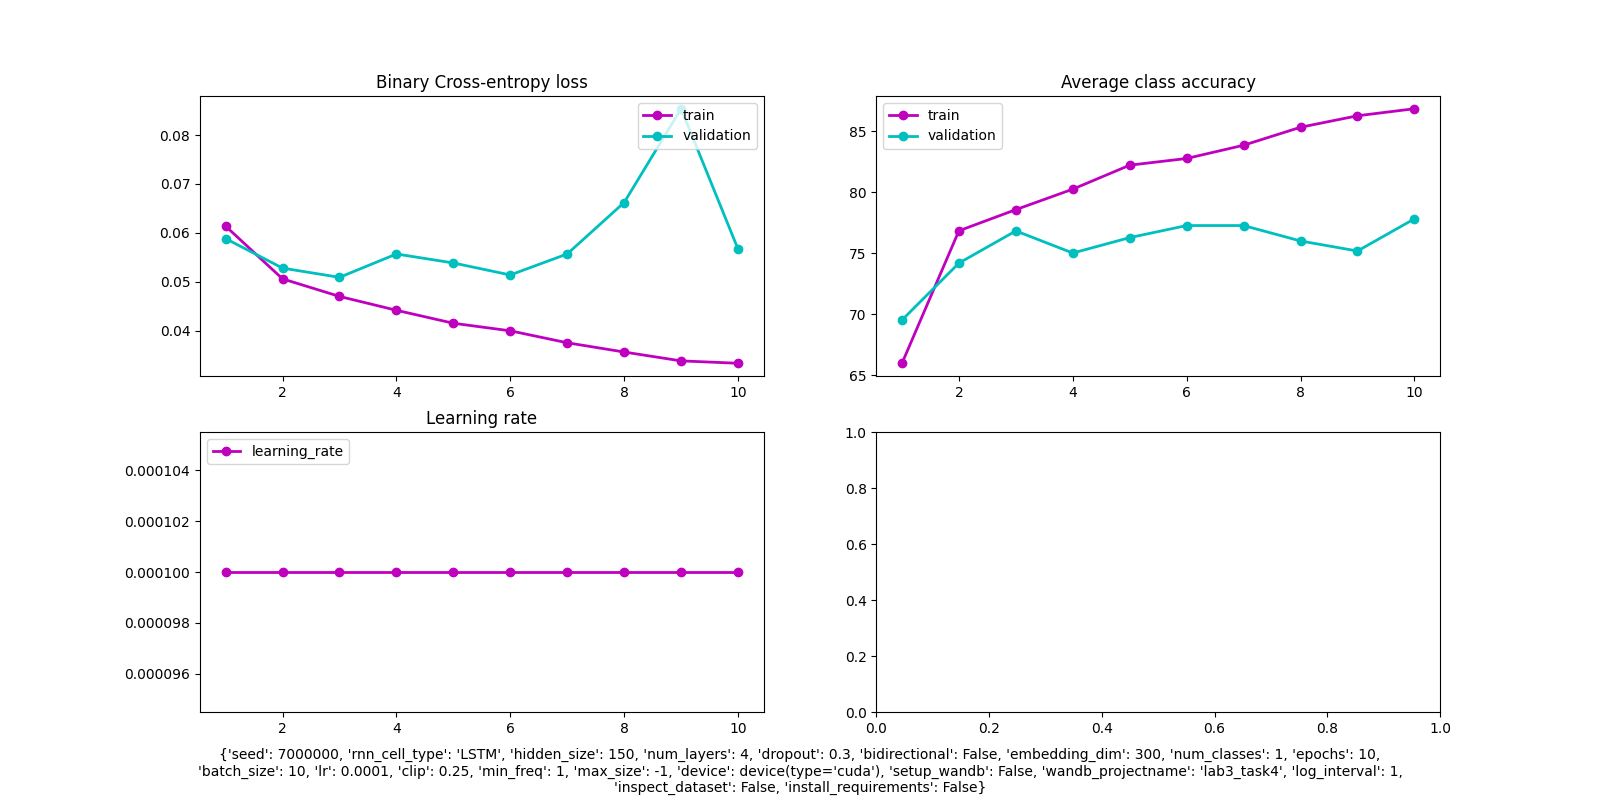 Binary Cross-entropy loss
train
validation
0.08
0.07
0.06
0.05
0.04
2 4 6 8 10
Average class accuracy
train
validation
85
80
75
70
65
2 4 6 8 10
Learning rate
learning_rate
0.000104
0.000102
0.000100
0.000098
0.000096
2 4 6 8 10
1.0
0.8
0.6
0.4
0.2
0.0
0.0 0.2 0.4 0.6 0.8 1.0
{'seed': 7000000, 'rnn_cell_type': 'LSTM', 'hidden_size': 150, 'num_layers': 4, 'dropout': 0.3, 'bidirectional': False, 'embedding_dim': 300, 'num_classes': 1, 'epochs': 10,
'batch_size': 10, 'lr': 0.0001, 'clip': 0.25, 'min_freq': 1, 'max_size': -1, 'device': device(type='cuda'), 'setup_wandb': False, 'wandb_projectname': 'lab3_task4', 'log_interval': 1,
'inspect_dataset': False, 'install_requirements': False}